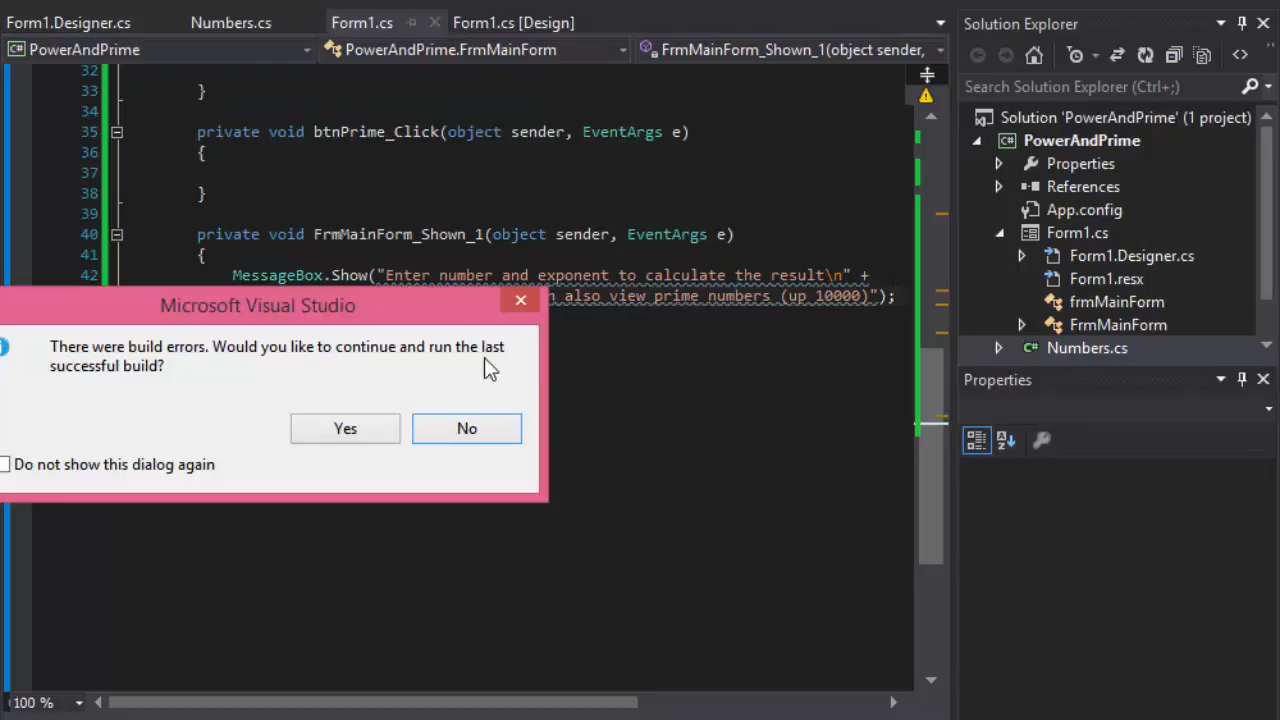 Form1.Designer.cs Numbers.cs Form1.cs Form1.cs [Design] Solution Explorer
PowerAndPrime PowerAndPrime.FrmMainForm FrmMainForm_Shown_1(object sender,
Search Solution Explorer (Ctrl+;)
Solution 'PowerAndPrime' (1 project)
PowerAndPrime
Properties
References
App.config
Form1.cs
Form1.Designer.cs
Form1.resx
frmMainForm
FrmMainForm
Numbers.cs
Properties
32
33 }
34
35 private void btnPrime_Click(object sender, EventArgs e)
36 {
37
38 }
39
40 private void FrmMainForm_Shown_1(object sender, EventArgs e)
41 {
42 MessageBox.Show("Enter number and exponent to calculate the result\n" +
also view prime numbers (up 10000)");
Microsoft Visual Studio
There were build errors. Would you like to continue and run the last
successful build?
Yes No
Do not show this dialog again
100 %